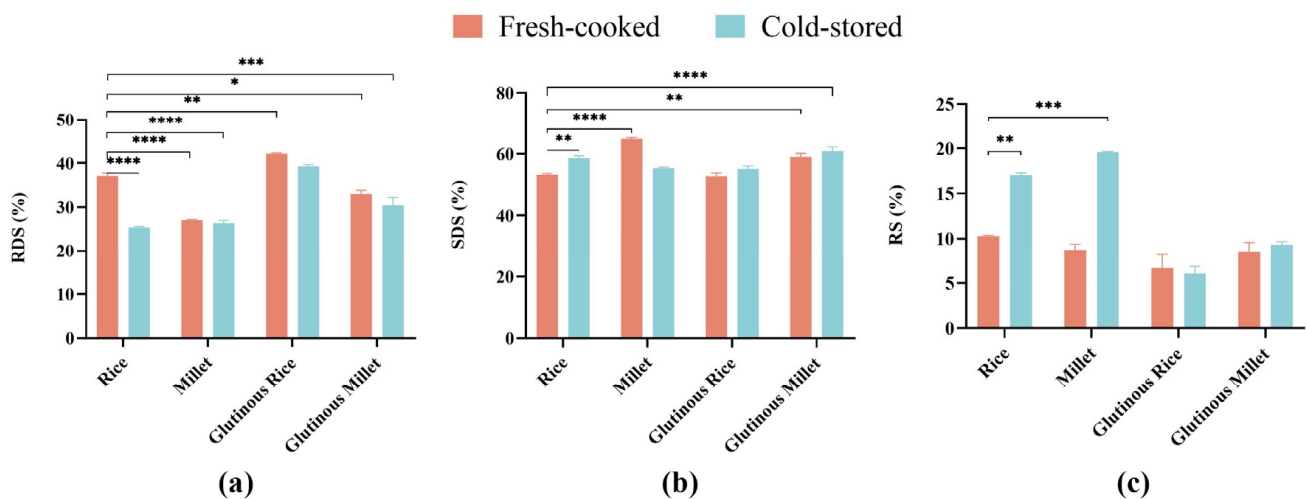 Fresh-cooked Cold-stored
RDS (%)
50
40
30
20
10
0
***
*
**
****
****
****
Rice
Millet
Glutinous Rice
Glutinous Millet
(a)
SDS (%)
80
60
40
20
0
****
**
****
**
Rice
Millet
Glutinous Rice
Glutinous Millet
(b)
RS (%)
25
20
15
10
5
0
***
**
Rice
Millet
Glutinous Rice
Glutinous Millet
(c)